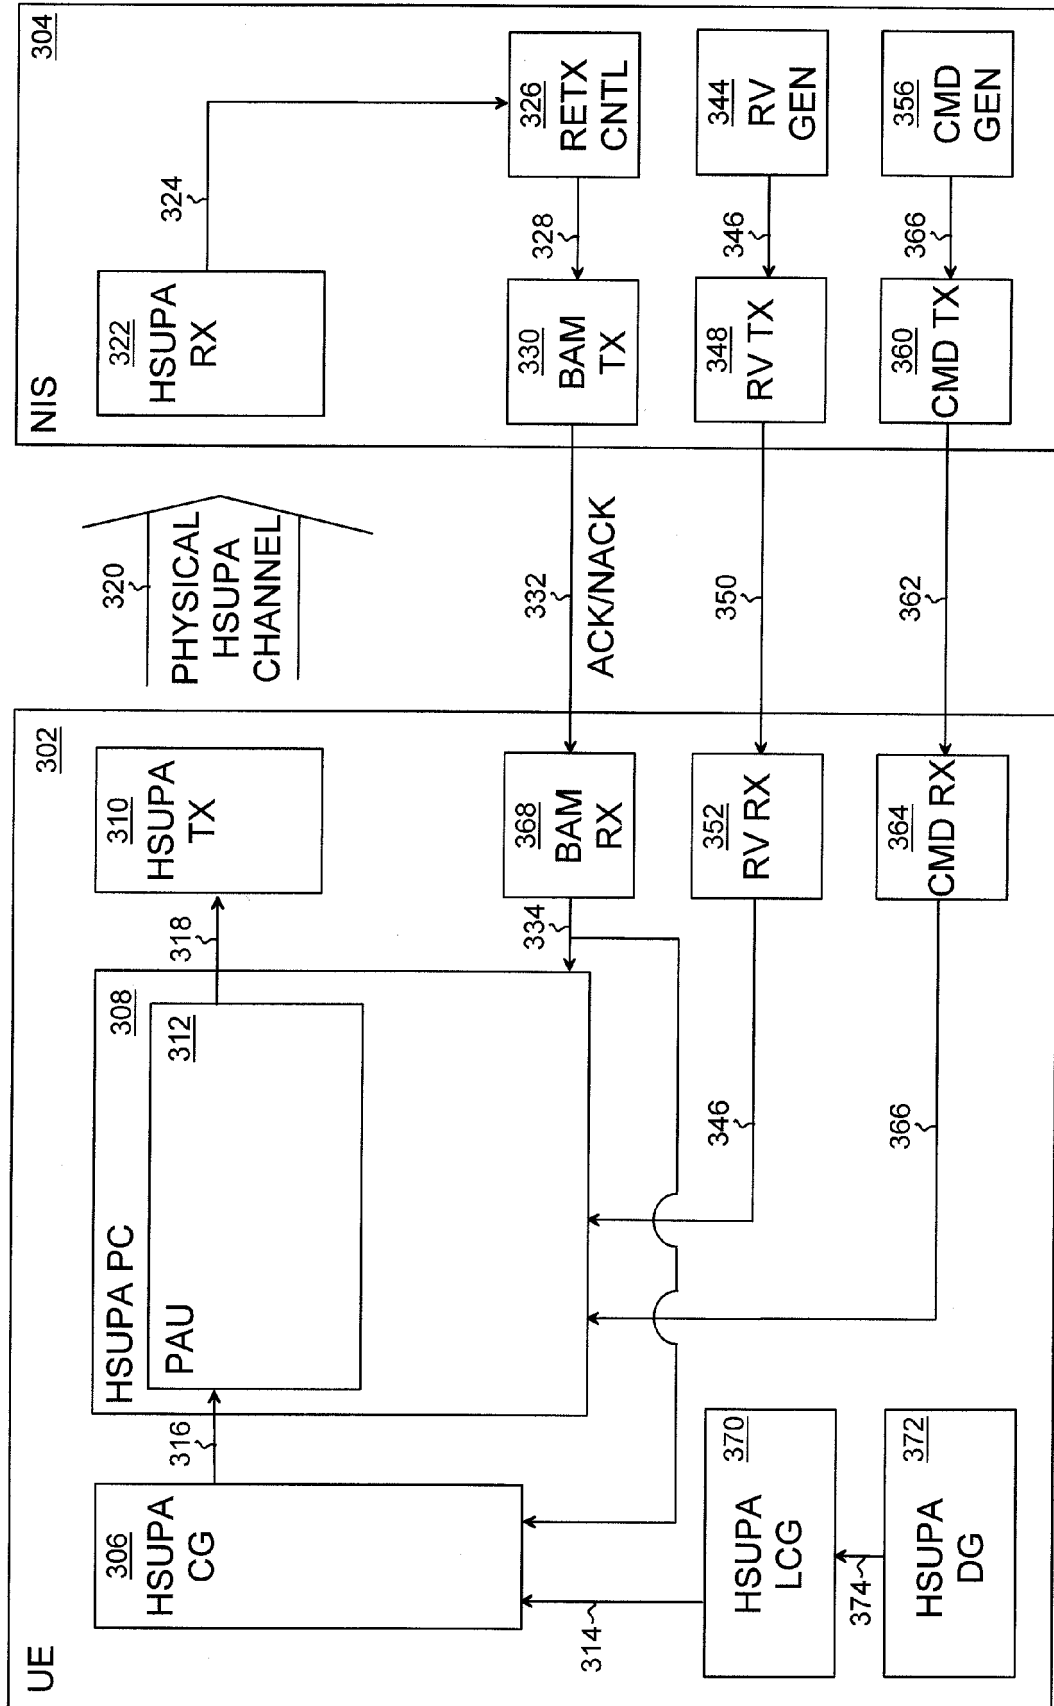 UE
302
306
HSUPA
CG
316
HSUPA PC
308
PAU
312
318
310
HSUPA
TX
314
370
HSUPA
LCG
374
372
HSUPA
DG
334
368
BAM
RX
346
352
RV RX
366
364
CMD RX
320
PHYSICAL
HSUPA
CHANNEL
332
ACK/NACK
350
362
NIS
304
322
HSUPA
RX
324
326
RETX
CNTL
328
330
BAM
TX
344
RV
GEN
346
348
RV TX
356
CMD
GEN
366
360
CMD TX